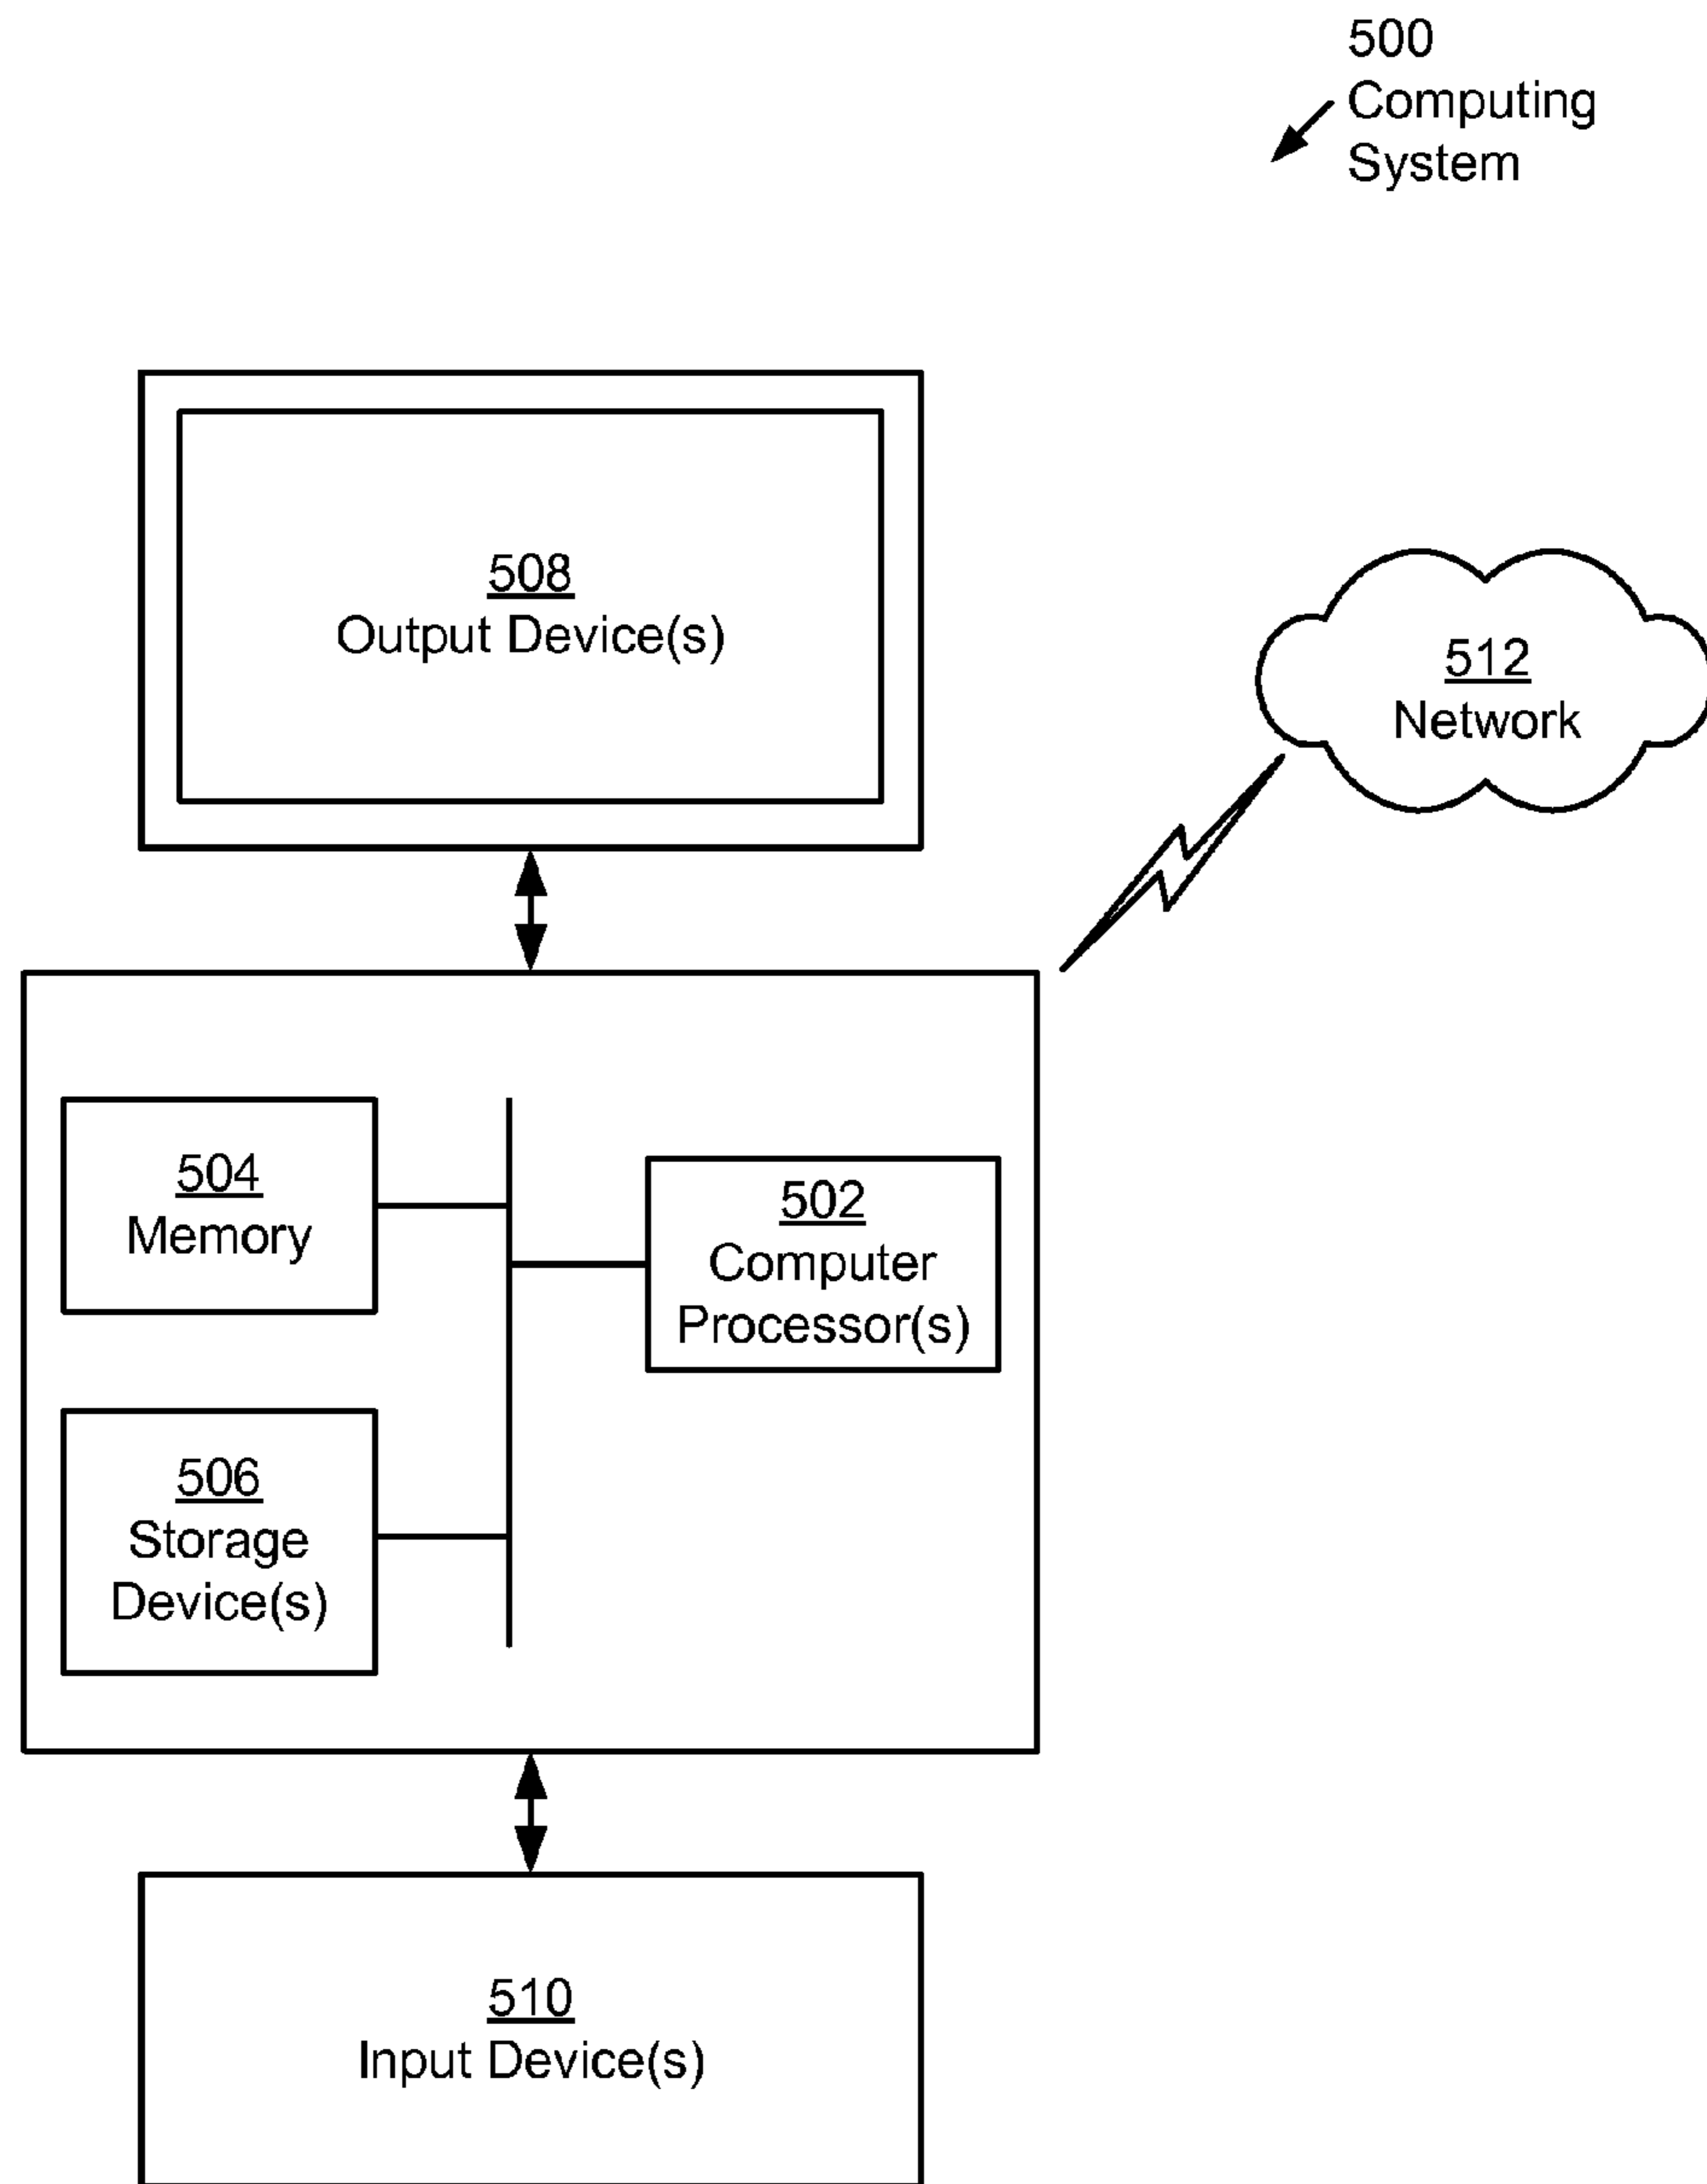 500
Computing
System
508
Output Device(s)
512
Network
504
Memory
502
Computer
Processor(s)
506
Storage
Device(s)
510
Input Device(s)